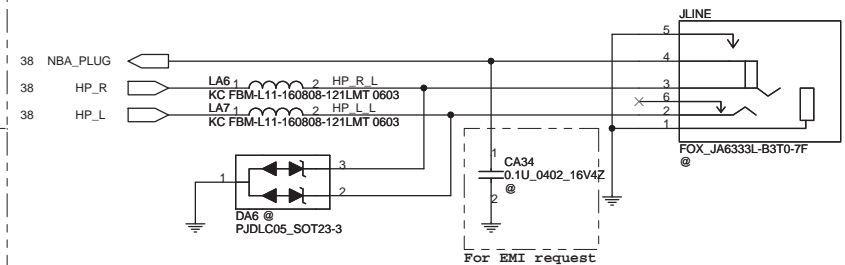 JLINE
5
38 NBA_PLUG
4
38 HP_R
LA6 1 2 HP_R_L
3
KC FBM-L11-160808-121LMT 0603
6
38 HP_L
LA7 1 2 HP_L_L
2
KC FBM-L11-160808-121LMT 0603
1
FOX_JA6333L-B3T0-7F
@
1
3
2
DA6 @
PJDLC05_SOT23-3
1
CA34
0.1U_0402_16V4Z
@
2
For EMI request